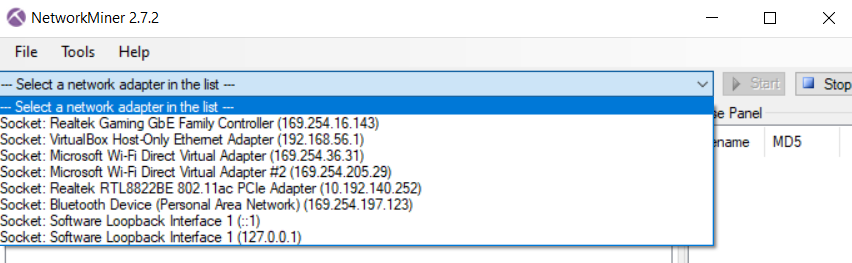 NetworkMiner 2.7.2
File Tools Help
--- Select a network adapter in the list ---
Start
Stop
--- Select a network adapter in the list ---
Socket: Realtek Gaming GbE Family Controller (169.254.16.143)
Socket: VirtualBox Host-Only Ethernet Adapter (192.168.56.1)
Socket: Microsoft Wi-Fi Direct Virtual Adapter (169.254.36.31)
Socket: Microsoft Wi-Fi Direct Virtual Adapter #2 (169.254.205.29)
Socket: Realtek RTL8822BE 802.11ac PCIe Adapter (10.192.140.252)
Socket: Bluetooth Device (Personal Area Network) (169.254.197.123)
Socket: Software Loopback Interface 1 (::1)
Socket: Software Loopback Interface 1 (127.0.0.1)
se Panel
ename MD5